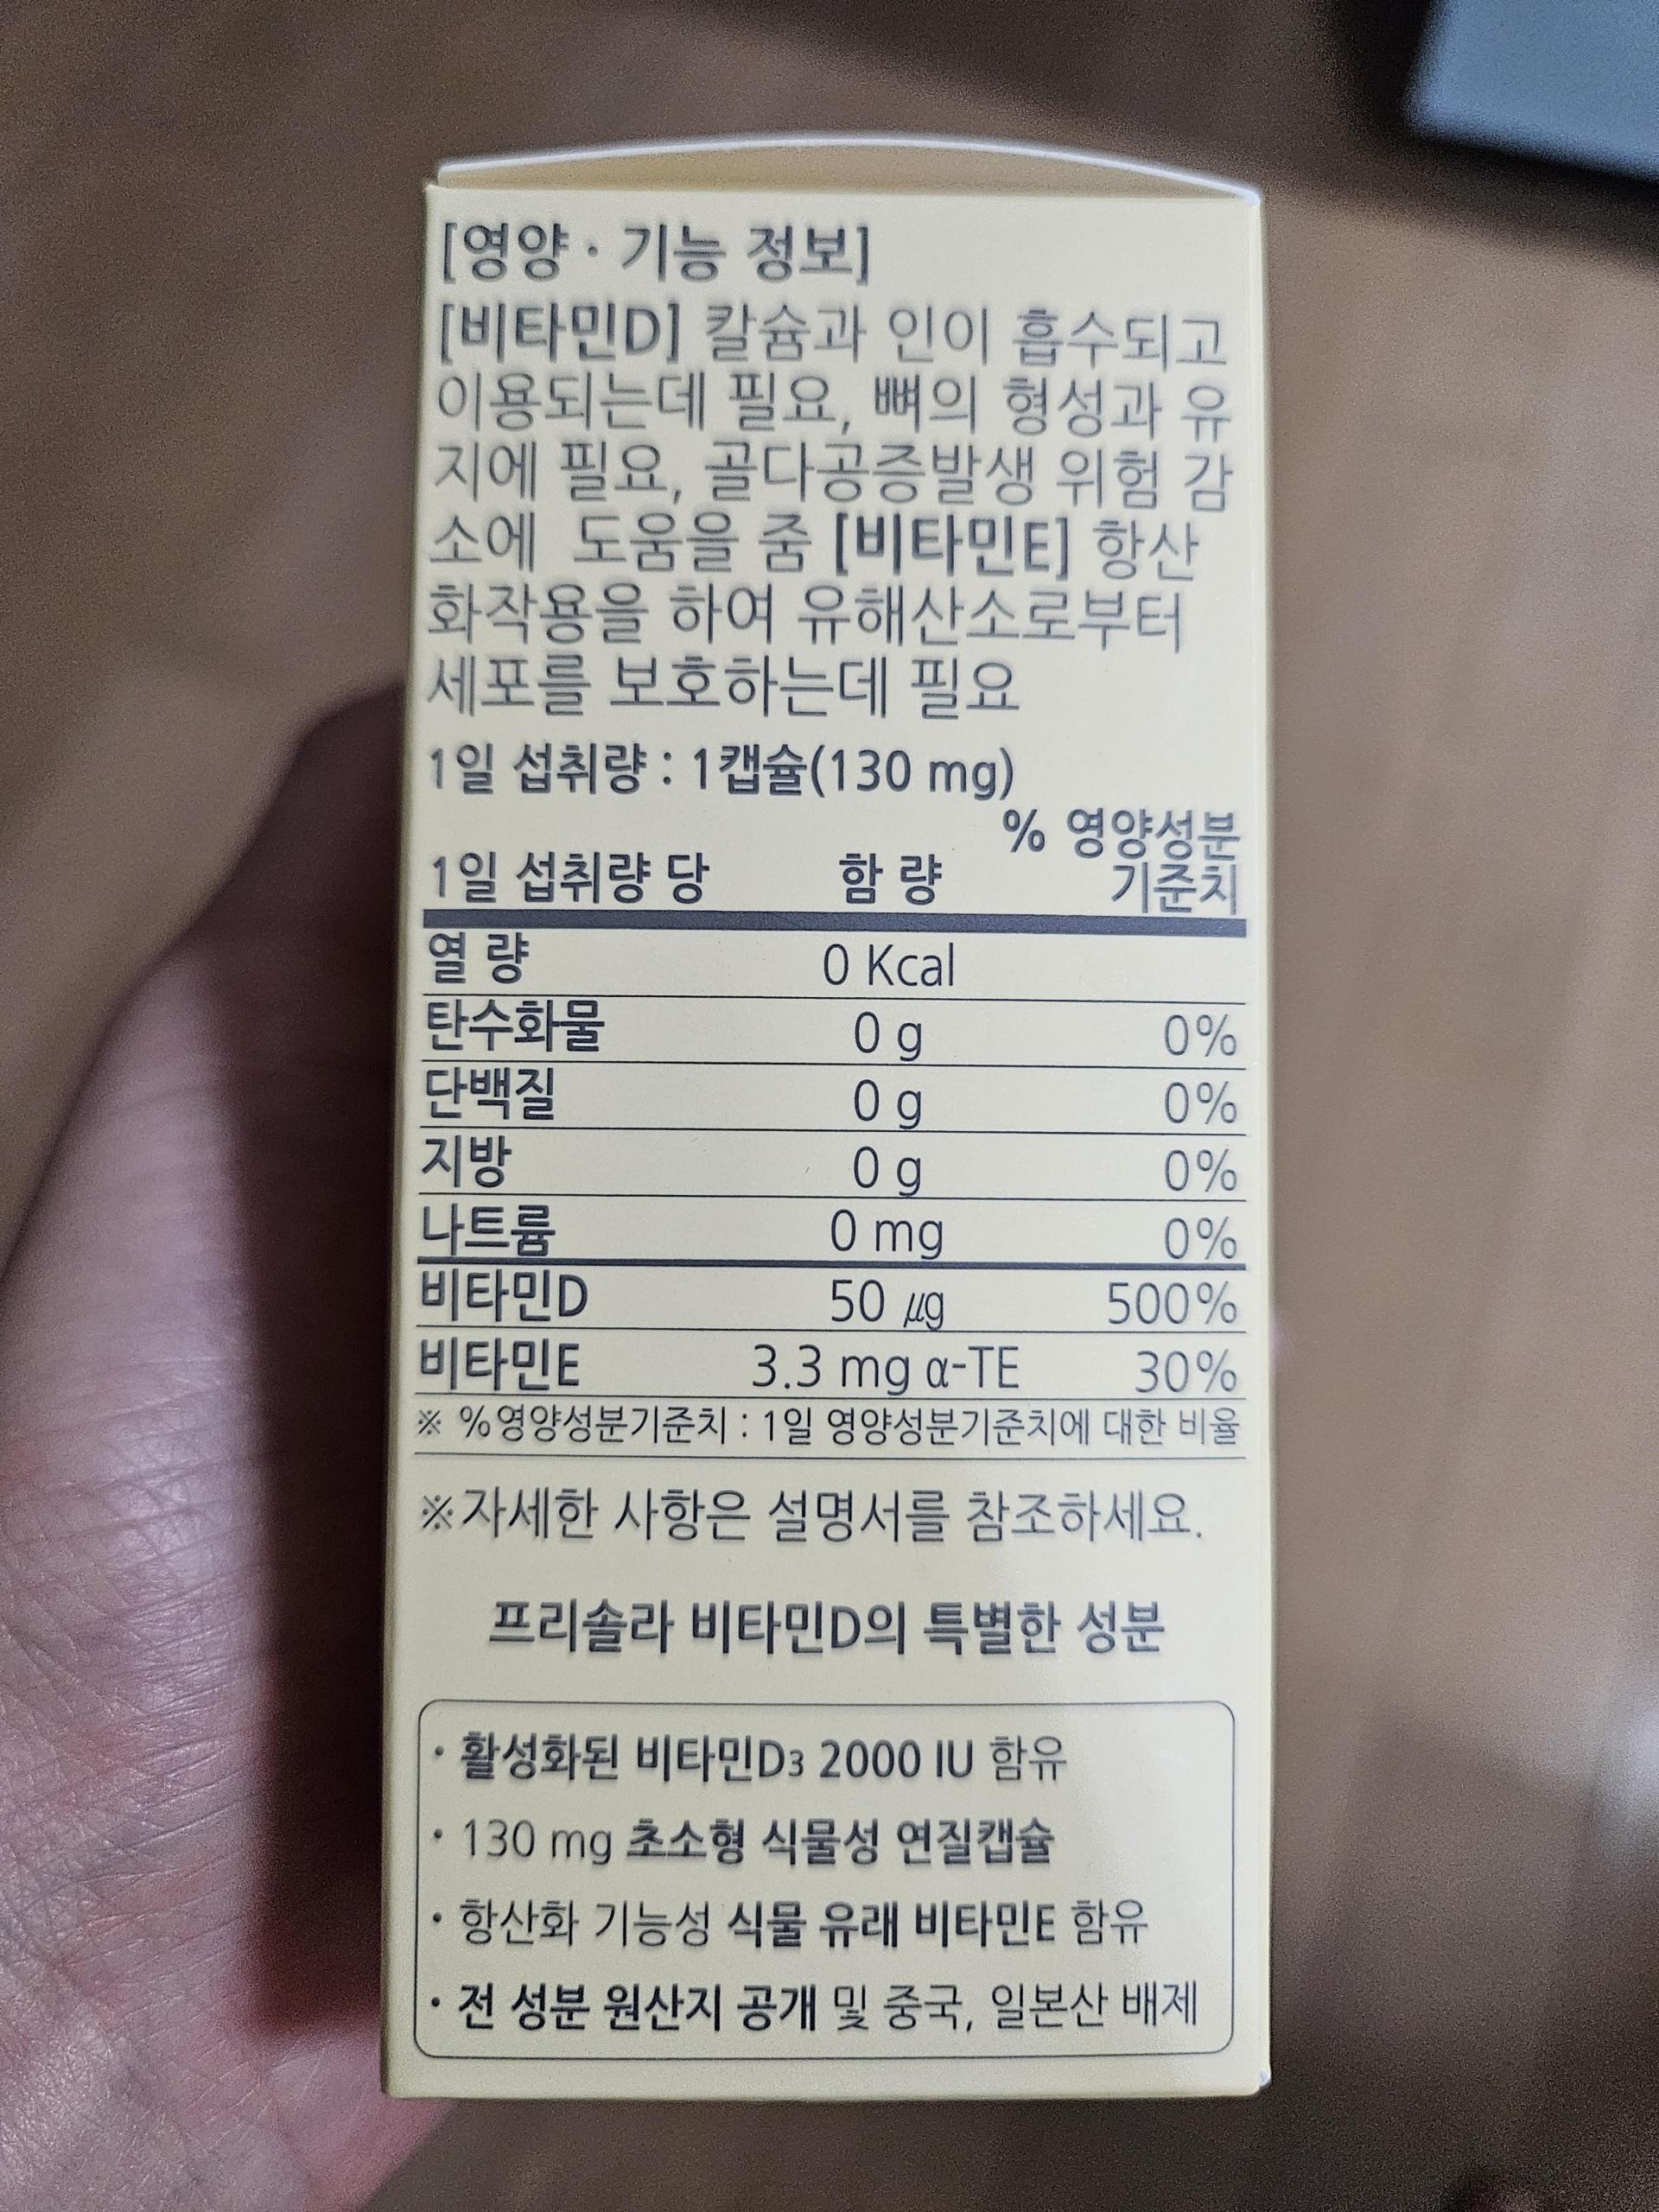 [영양 · 기능 정보]
[비타민D] 칼슘과 인이 흡수되고
이용되는데 필요, 뼈의 형성과 유
지에 필요, 골다공증발생 위험 감
소에 도움을 줌 [비타민E] 항산
화작용을 하여 유해산소로부터
세포를 보호하는데 필요
1일 섭취량 : 1캡슐(130 mg)
1일 섭취량 당 함 량 % 영양성분
기준치
열 량 0 Kcal
탄수화물 0 g 0%
단백질 0 g 0%
지방 0 g 0%
나트륨 0 mg 0%
비타민D 50 ㎍ 500%
비타민E 3.3 mg α-TE 30%
※ %영양성분기준치 : 1일 영양성분기준치에 대한 비율
※자세한 사항은 설명서를 참조하세요.
프리솔라 비타민D의 특별한 성분
· 활성화된 비타민D3 2000 IU 함유
· 130 mg 초소형 식물성 연질캡슐
· 항산화 기능성 식물 유래 비타민E 함유
· 전 성분 원산지 공개 및 중국, 일본산 배제